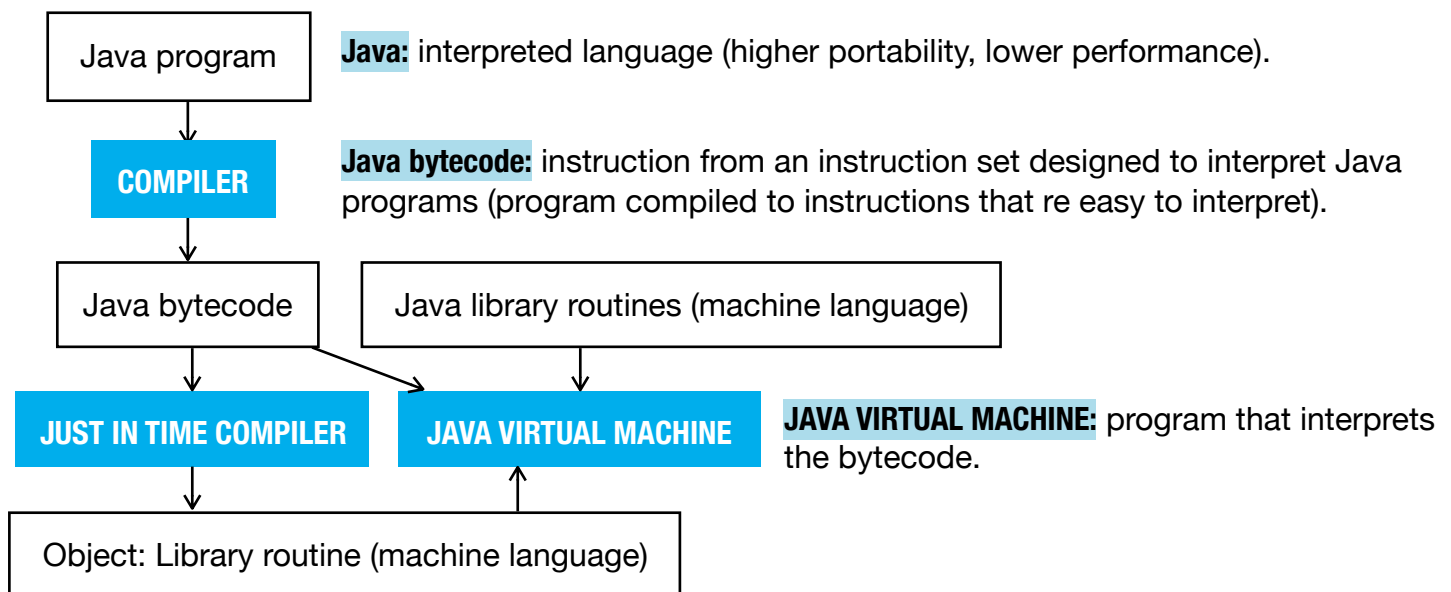 Java program
Java: interpreted language (higher portability, lower performance).
COMPILER
Java bytecode: instruction from an instruction set designed to interpret Java
programs (program compiled to instructions that re easy to interpret).
Java bytecode
Java library routines (machine language)
JUST IN TIME COMPILER
JAVA VIRTUAL MACHINE
JAVA VIRTUAL MACHINE: program that interprets
the bytecode.
Object: Library routine (machine language)